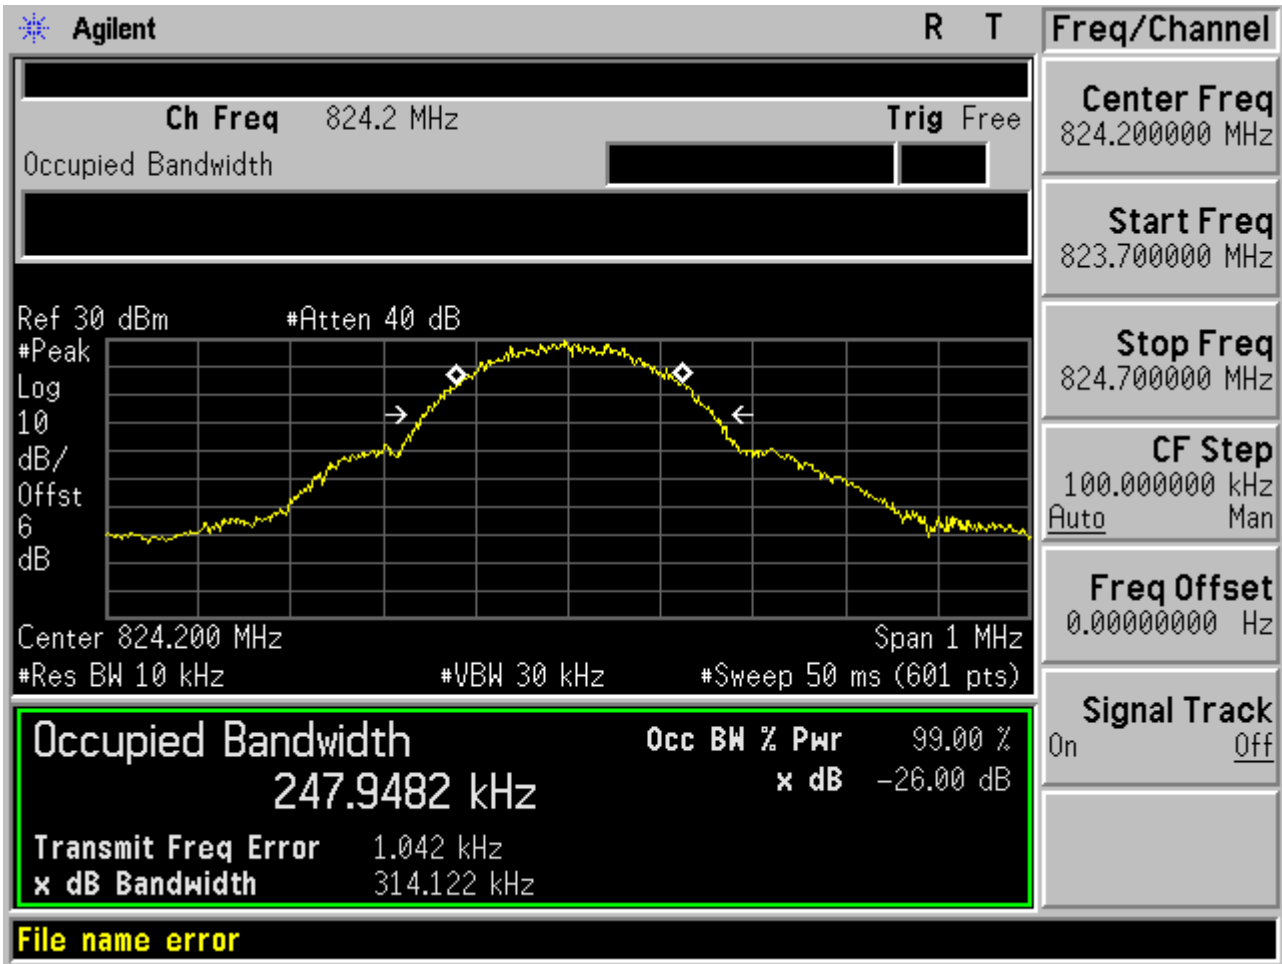 Agilent R T Freq/Channel
Ch Freq 824.2 MHz Trig Free
Occupied Bandwidth
Center Freq
824.200000 MHz
Start Freq
823.700000 MHz
Stop Freq
824.700000 MHz
CF Step
100.000000 kHz
Auto Man
Freq Offset
0.00000000 Hz
Signal Track
On Off
Ref 30 dBm #Atten 40 dB
#Peak
Log
10
dB/
Offst
6
dB
Center 824.200 MHz Span 1 MHz
#Res BW 10 kHz #VBW 30 kHz #Sweep 50 ms (601 pts)
Occupied Bandwidth Occ BW % Pwr 99.00 %
247.9482 kHz x dB -26.00 dB
Transmit Freq Error 1.042 kHz
x dB Bandwidth 314.122 kHz
File name error